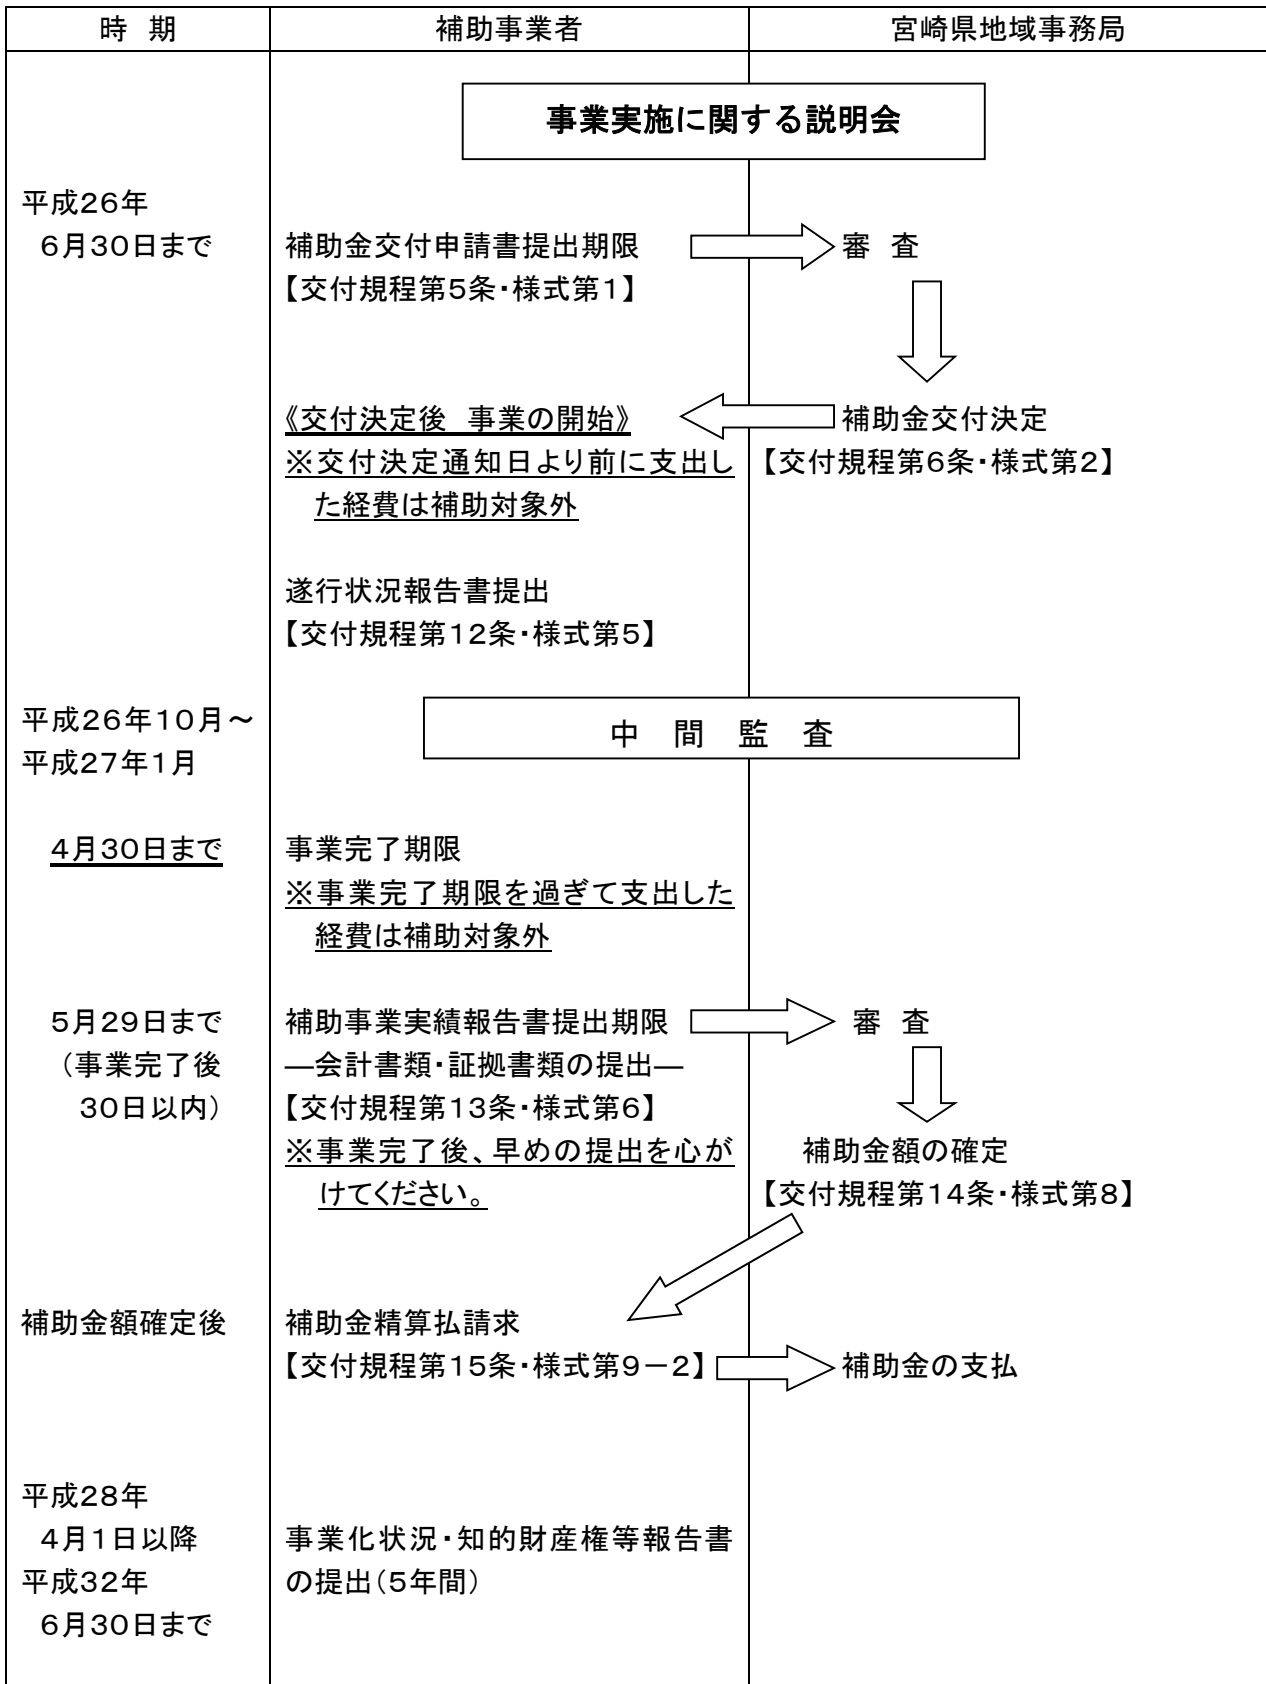 時　期
補助事業者
宮崎県地域事務局
事業実施に関する説明会
平成２６年
６月３０日まで
補助金交付申請書提出期限
審　査
【交付規程第５条・様式第１】
《交付決定後　事業の開始》
補助金交付決定
※交付決定通知日より前に支出し
【交付規程第６条・様式第２】
た経費は補助対象外
遂行状況報告書提出
【交付規程第１２条・様式第５】
平成２６年１０月～
平成２７年１月
中　間　監　査
４月３０日まで
事業完了期限
※事業完了期限を過ぎて支出した
経費は補助対象外
５月２９日まで
補助事業実績報告書提出期限
審　査
（事業完了後
―会計書類・証拠書類の提出―
３０日以内）
【交付規程第１３条・様式第６】
※事業完了後、早めの提出を心が
補助金額の確定
けてください。
【交付規程第１４条・様式第８】
補助金額確定後
補助金精算払請求
【交付規程第１５条・様式第９－２】
補助金の支払
平成２８年
４月１日以降
事業化状況・知的財産権等報告書
平成３２年
の提出（５年間）
６月３０日まで